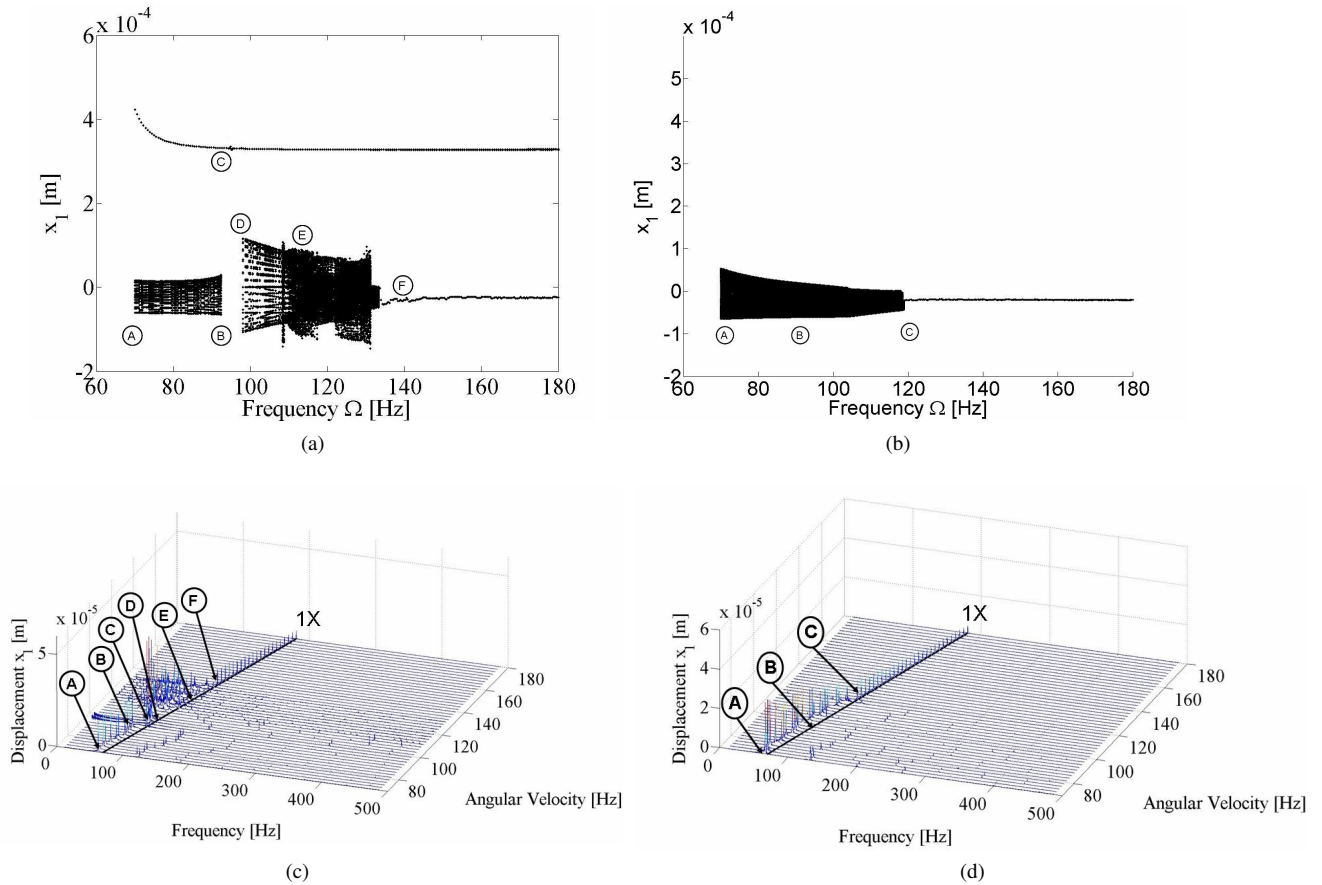 x 10⁻⁴
6
4
2
0
-2
x₁ [m]
A
B
C
D
E
F
60 80 100 120 140 160 180
Frequency Ω [Hz]
(a)
x 10⁻⁴
5
4
3
2
1
0
-1
-2
x₁ [m]
A
B
C
60 80 100 120 140 160 180
Frequency Ω [Hz]
(b)
x 10⁻⁵
5
0
Displacement x₁ [m]
A
B
C
D
E
F
1X
0 100 200 300 400 500
Frequency [Hz]
80 100 120 140 160 180
Angular Velocity [Hz]
(c)
x 10⁻⁵
6
4
2
0
Displacement x₁ [m]
A
B
C
1X
0 100 200 300 400 500
Frequency [Hz]
80 100 120 140 160 180
Angular Velocity [Hz]
(d)